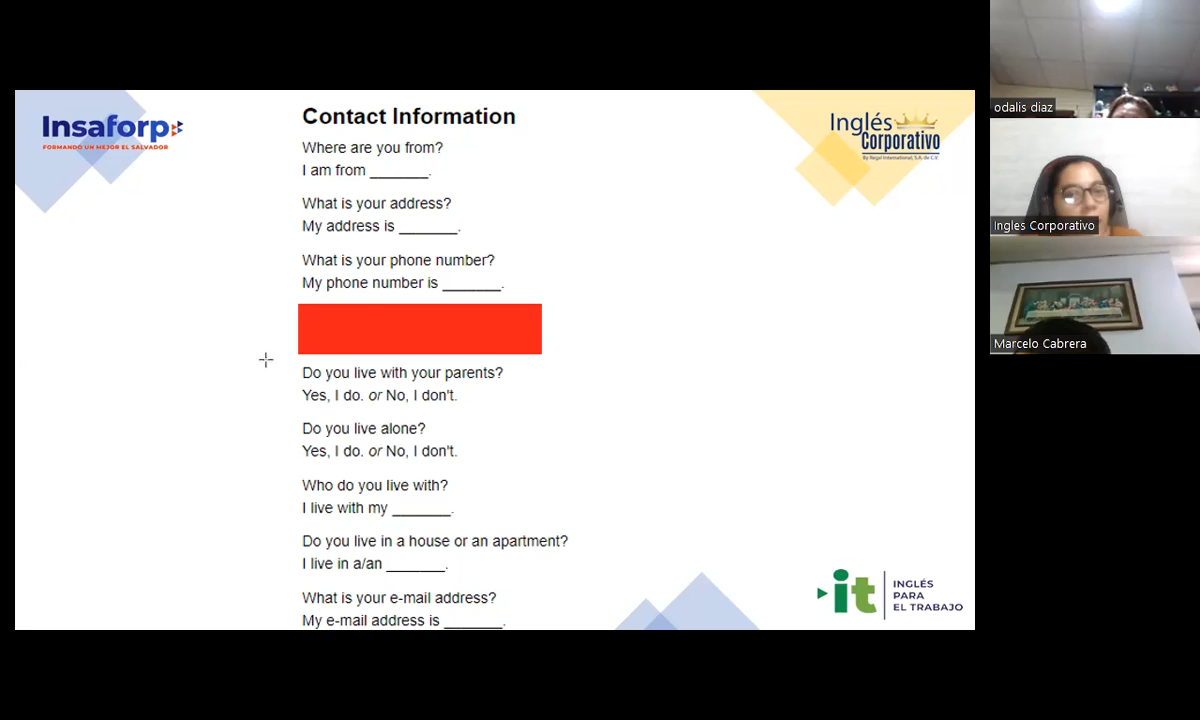 Insaforp
FORMANDO UN MEJOR EL SALVADOR
Contact Information
Where are you from?
I am from _______.
What is your address?
My address is _______.
What is your phone number?
My phone number is _______.
Do you live with your parents?
Yes, I do. or No, I don't.
Do you live alone?
Yes, I do. or No, I don't.
Who do you live with?
I live with my _______.
Do you live in a house or an apartment?
I live in a/an _______.
What is your e-mail address?
My e-mail address is _______.
Inglés
Corporativo
By Regal International, S.A. de C.V.
it
INGLÉS
PARA
EL TRABAJO
odalis diaz
Ingles Corporativo
Marcelo Cabrera